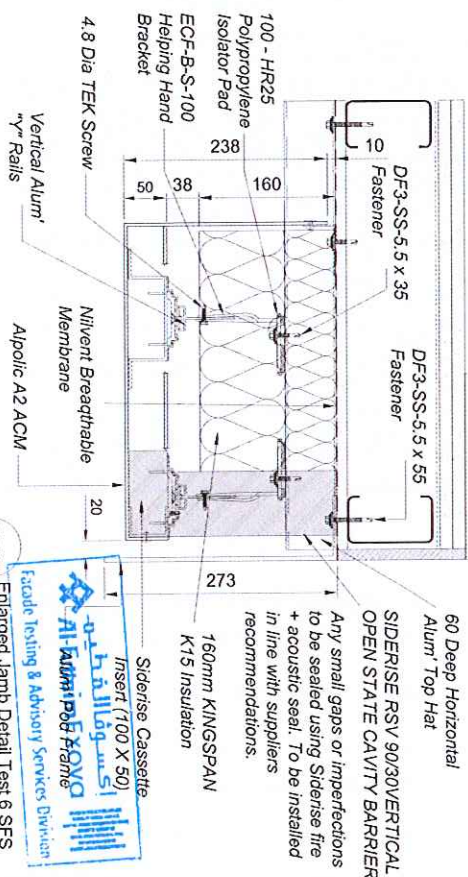 60 Deep Horizontal
Alum' Top Hat
SIDERISE RSV 90/30VERTICAL
OPEN STATE CAVITY BARRIER
Any small gaps or imperfections
to be sealed using Siderise fire
+ acoustic seal. To be installed
in line with suppliers
recommendations.
160mm KINGSPAN
K15 Insulation
Siderise Cassette
Insert (100 X 50)
Alum Pod Frame
DF3-SS-5.5 x 55
Fastener
DF3-SS-5.5 x 35
Fastener
10
238
160
38
50
273
20
100 - HR25
Polypropylene
Isolator Pad
ECF-B-S-100
Helping Hand
Bracket
4.8 Dia TEK Screw
Vertical Alum'
"Y" Rails
Nilvent Breaqthable
Membrane
Alpolic A2 ACM
Enlarged Jamb Detail Test 6 SFS
Al-Futtaim Exova
Facade Testing & Advisory Services Division